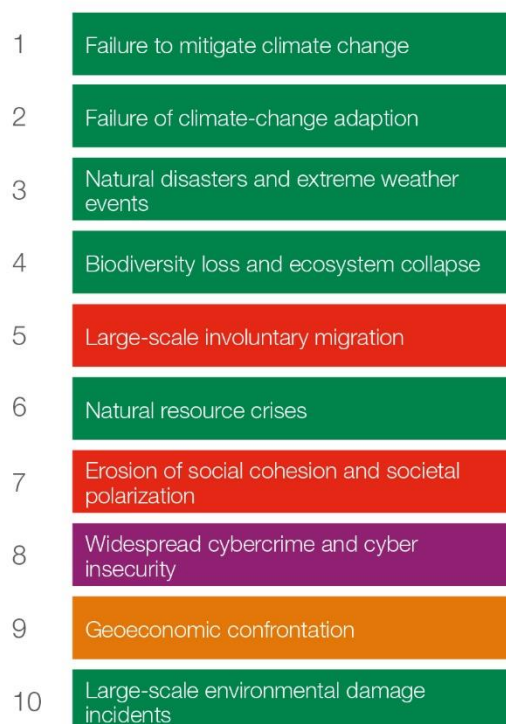 1
Failure to mitigate climate change
2
Failure of climate-change adaption
3
Natural disasters and extreme weather
events
4
Biodiversity loss and ecosystem collapse
5
Large-scale involuntary migration
6
Natural resource crises
7
Erosion of social cohesion and societal
polarization
8
Widespread cybercrime and cyber
insecurity
9
Geoeconomic confrontation
10
Large-scale environmental damage
incidents